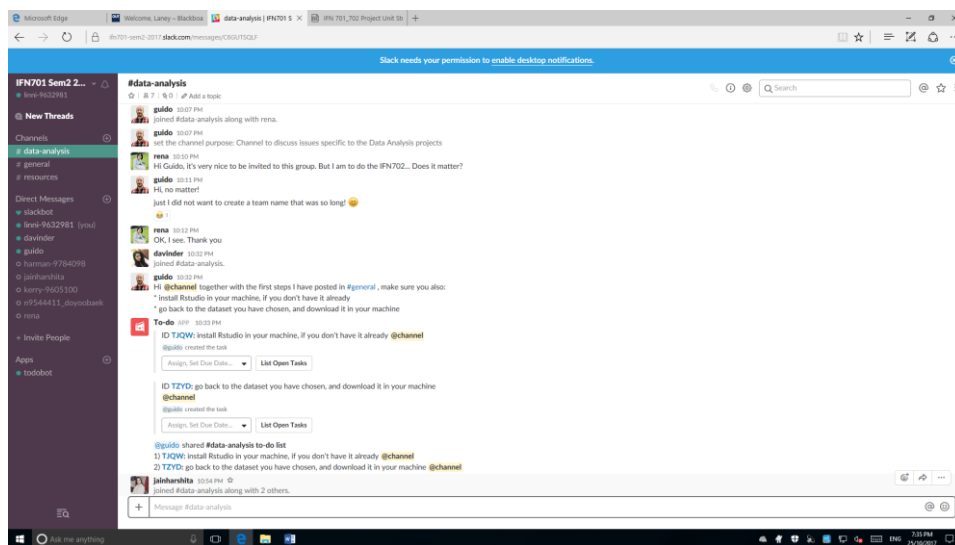 Microsoft Edge
Welcome, Laney – Blackboa
data-analysis | IFN701 S
IFN 701_702 Project Unit Sb
ifn701-sem2-2017.slack.com/messages/C6GUTSQLF
Slack needs your permission to enable desktop notifications.
IFN701 Sem2 2...
linni-9632981
New Threads
Channels
# data-analysis
# general
# resources
Direct Messages
slackbot
linni-9632981 (you)
davinder
guido
harman-9784098
jainharshita
kerry-9605100
n9544411_doyoobaek
rena
+ Invite People
Apps
todobot
#data-analysis
7
0
Add a topic
Search
guido 10:07 PM
joined #data-analysis along with rena.
guido 10:07 PM
set the channel purpose: Channel to discuss issues specific to the Data Analysis projects
rena 10:10 PM
Hi Guido, it's very nice to be invited to this group. But I am to do the IFN702... Does it matter?
guido 10:11 PM
Hi, no matter!
just I did not want to create a team name that was so long!
1
rena 10:12 PM
OK, I see. Thank you
davinder 10:32 PM
joined #data-analysis.
guido 10:32 PM
Hi @channel together with the first steps I have posted in #general , make sure you also:
* install Rstudio in your machine, if you don't have it already
* go back to the dataset you have chosen, and download it in your machine
To-do APP 10:33 PM
ID TJQW: install Rstudio in your machine, if you don't have it already @channel
@guido created the task
Assign, Set Due Date...
List Open Tasks
ID TZYD: go back to the dataset you have chosen, and download it in your machine
@channel
@guido created the task
Assign, Set Due Date...
List Open Tasks
@guido shared #data-analysis to-do list
1) TJQW: install Rstudio in your machine, if you don't have it already @channel
2) TZYD: go back to the dataset you have chosen, and download it in your machine @channel
jainharshita 10:54 PM
joined #data-analysis along with 2 others.
Message #data-analysis
Ask me anything
ENG
7:35 PM
25/10/2017